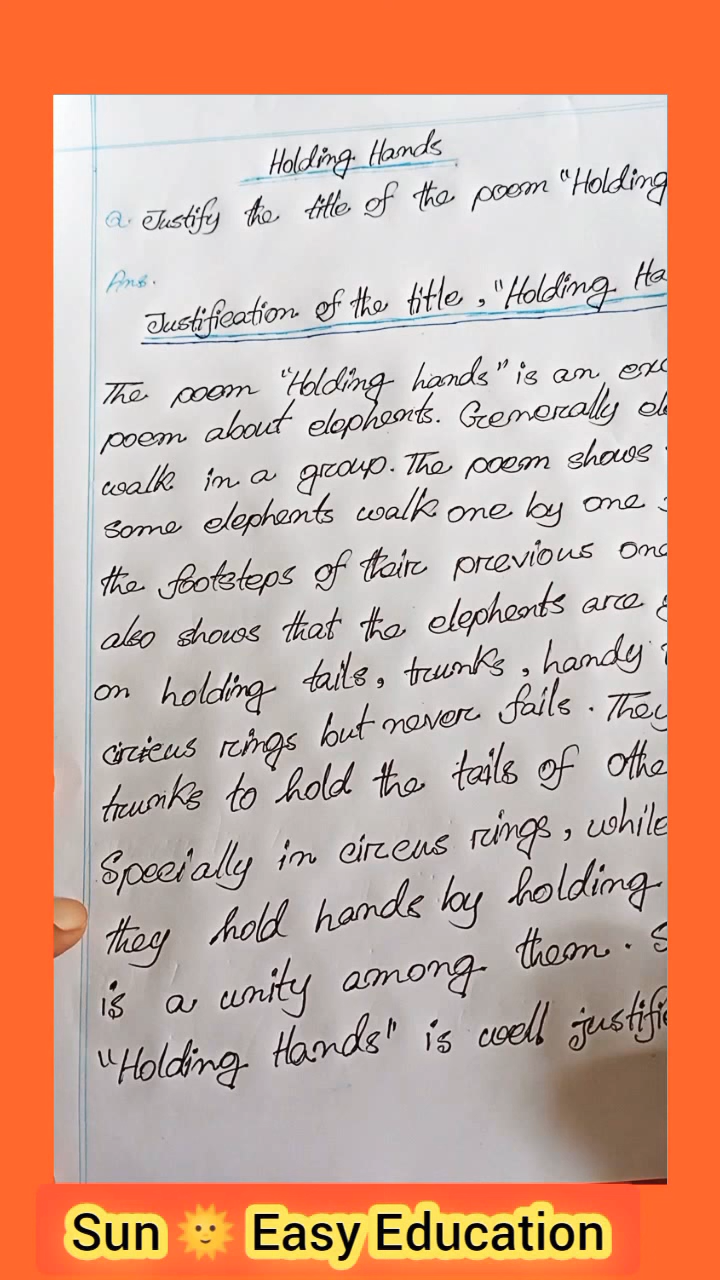 Holding Hands
Q. Justify the title of the poem "Holding
Ans.
Justification of the title, "Holding Ha
The poem "Holding hands" is an exc
poem about elephents. Generally ele
walk in a group. The poem shows
some elephents walk one by one
the footsteps of their previous one
also shows that the elephents are
on holding tails, trunks, handy
circus rings but never fails. They
trunks to hold the tails of othe
Specially in circus rings, while
they hold hands by holding
is a unity among them. S
"Holding Hands" is well justifie
Sun 🌞 Easy Education